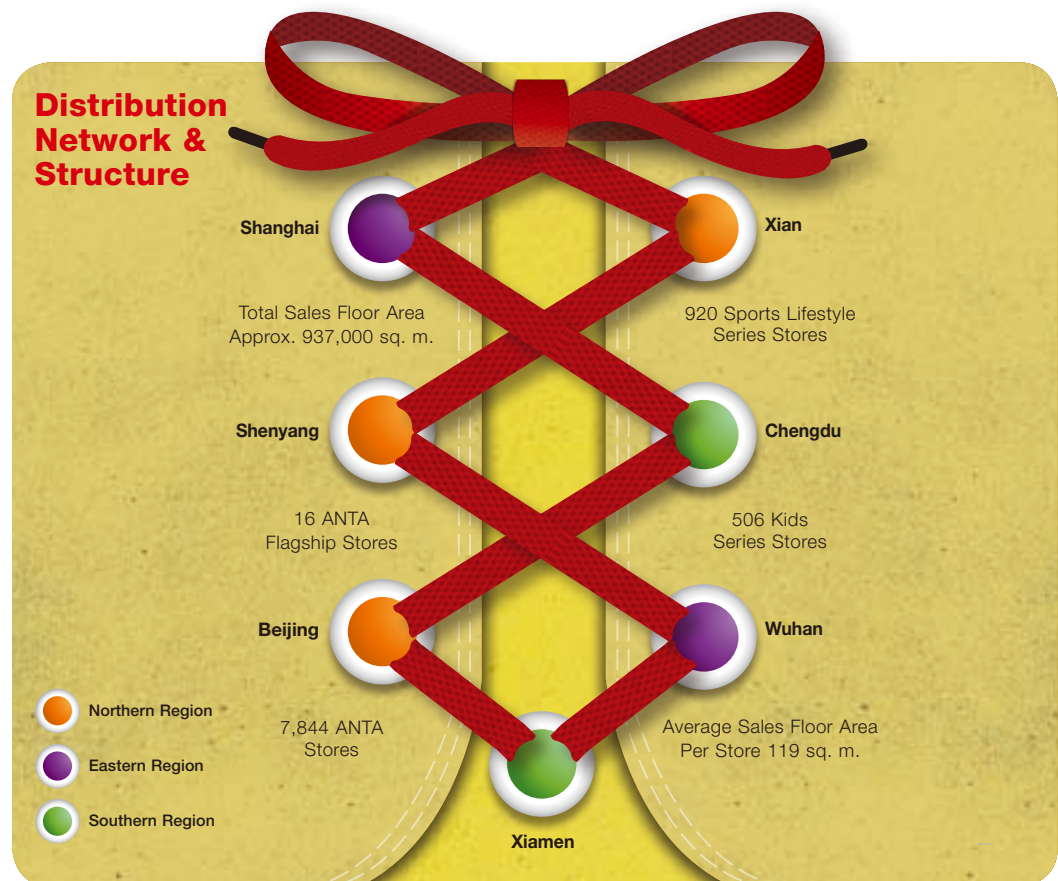 Distribution
Network &
Structure
Shanghai
Xian
Total Sales Floor Area
Approx. 937,000 sq. m.
920 Sports Lifestyle
Series Stores
Shenyang
Chengdu
16 ANTA
Flagship Stores
506 Kids
Series Stores
Beijing
Wuhan
7,844 ANTA
Stores
Average Sales Floor Area
Per Store 119 sq. m.
Northern Region
Eastern Region
Southern Region
Xiamen